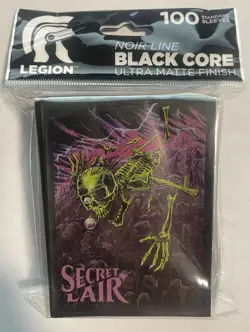 LEGION
NOIR LINE
BLACK CORE
ULTRA MATTE FINISH
100 STANDARD SLEEVES
SECRET
LAIR